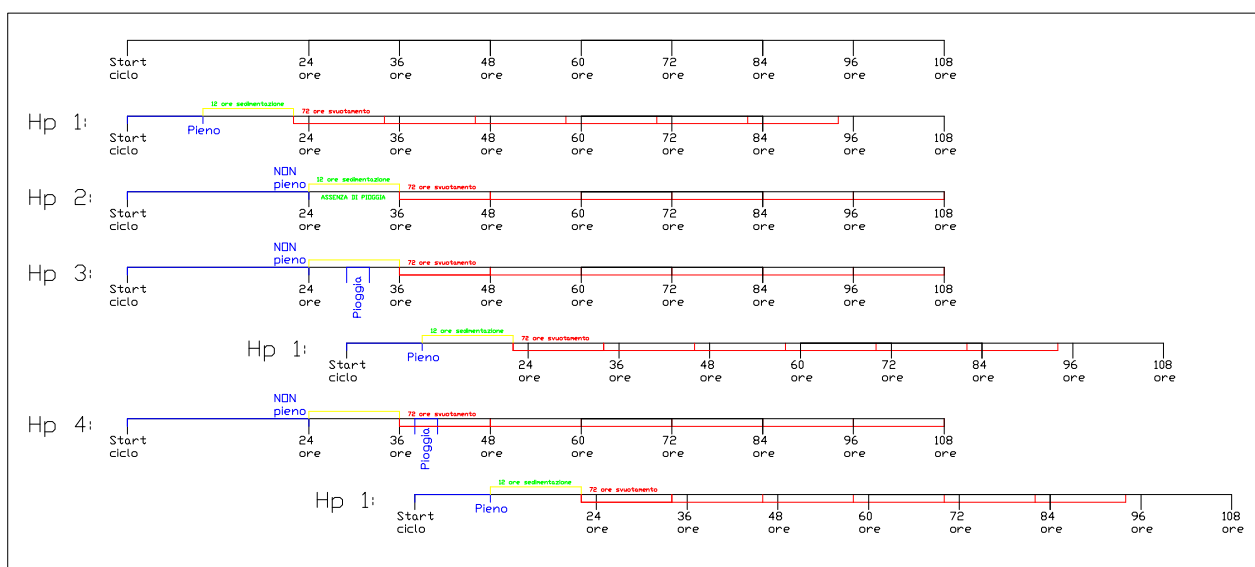 Start 24 36 48 60 72 84 96 108
ciclo ore ore ore ore ore ore ore ore
12 ore sedimentazione
72 ore svuotamento
Hp 1:
Pieno
Start 24 36 48 60 72 84 96 108
ciclo ore ore ore ore ore ore ore ore
NON
pieno
12 ore sedimentazione
72 ore svuotamento
Hp 2:
ASSENZA DI PIOGGIA
Start 24 36 48 60 72 84 96 108
ciclo ore ore ore ore ore ore ore ore
NON
pieno
72 ore svuotamento
Hp 3:
Pioggia
Start 24 36 48 60 72 84 96 108
ciclo ore ore ore ore ore ore ore ore
12 ore sedimentazione
72 ore svuotamento
Hp 1:
Pieno
Start 24 36 48 60 72 84 96 108
ciclo ore ore ore ore ore ore ore ore
NON
pieno
72 ore svuotamento
Hp 4:
Pioggia
Start 24 36 48 60 72 84 96 108
ciclo ore ore ore ore ore ore ore ore
12 ore sedimentazione
72 ore svuotamento
Hp 1:
Pieno
Start 24 36 48 60 72 84 96 108
ciclo ore ore ore ore ore ore ore ore